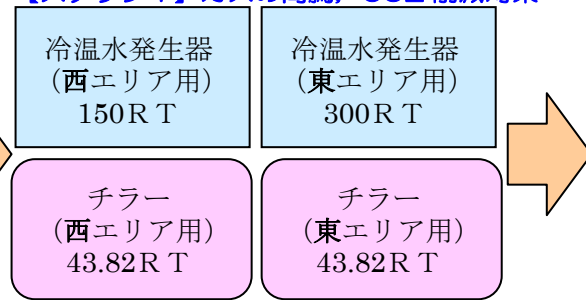 冷温水発生器
（西エリア用）
150ＲＴ
冷温水発生器
（東エリア用）
300ＲＴ
チラー
（西エリア用）
43.82ＲＴ
チラー
（東エリア用）
43.82ＲＴ